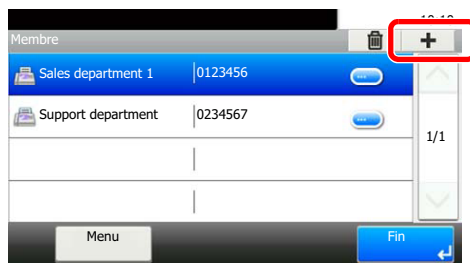 Membre
Sales department 1 0123456
Support department 0234567
1/1
Menu Fin